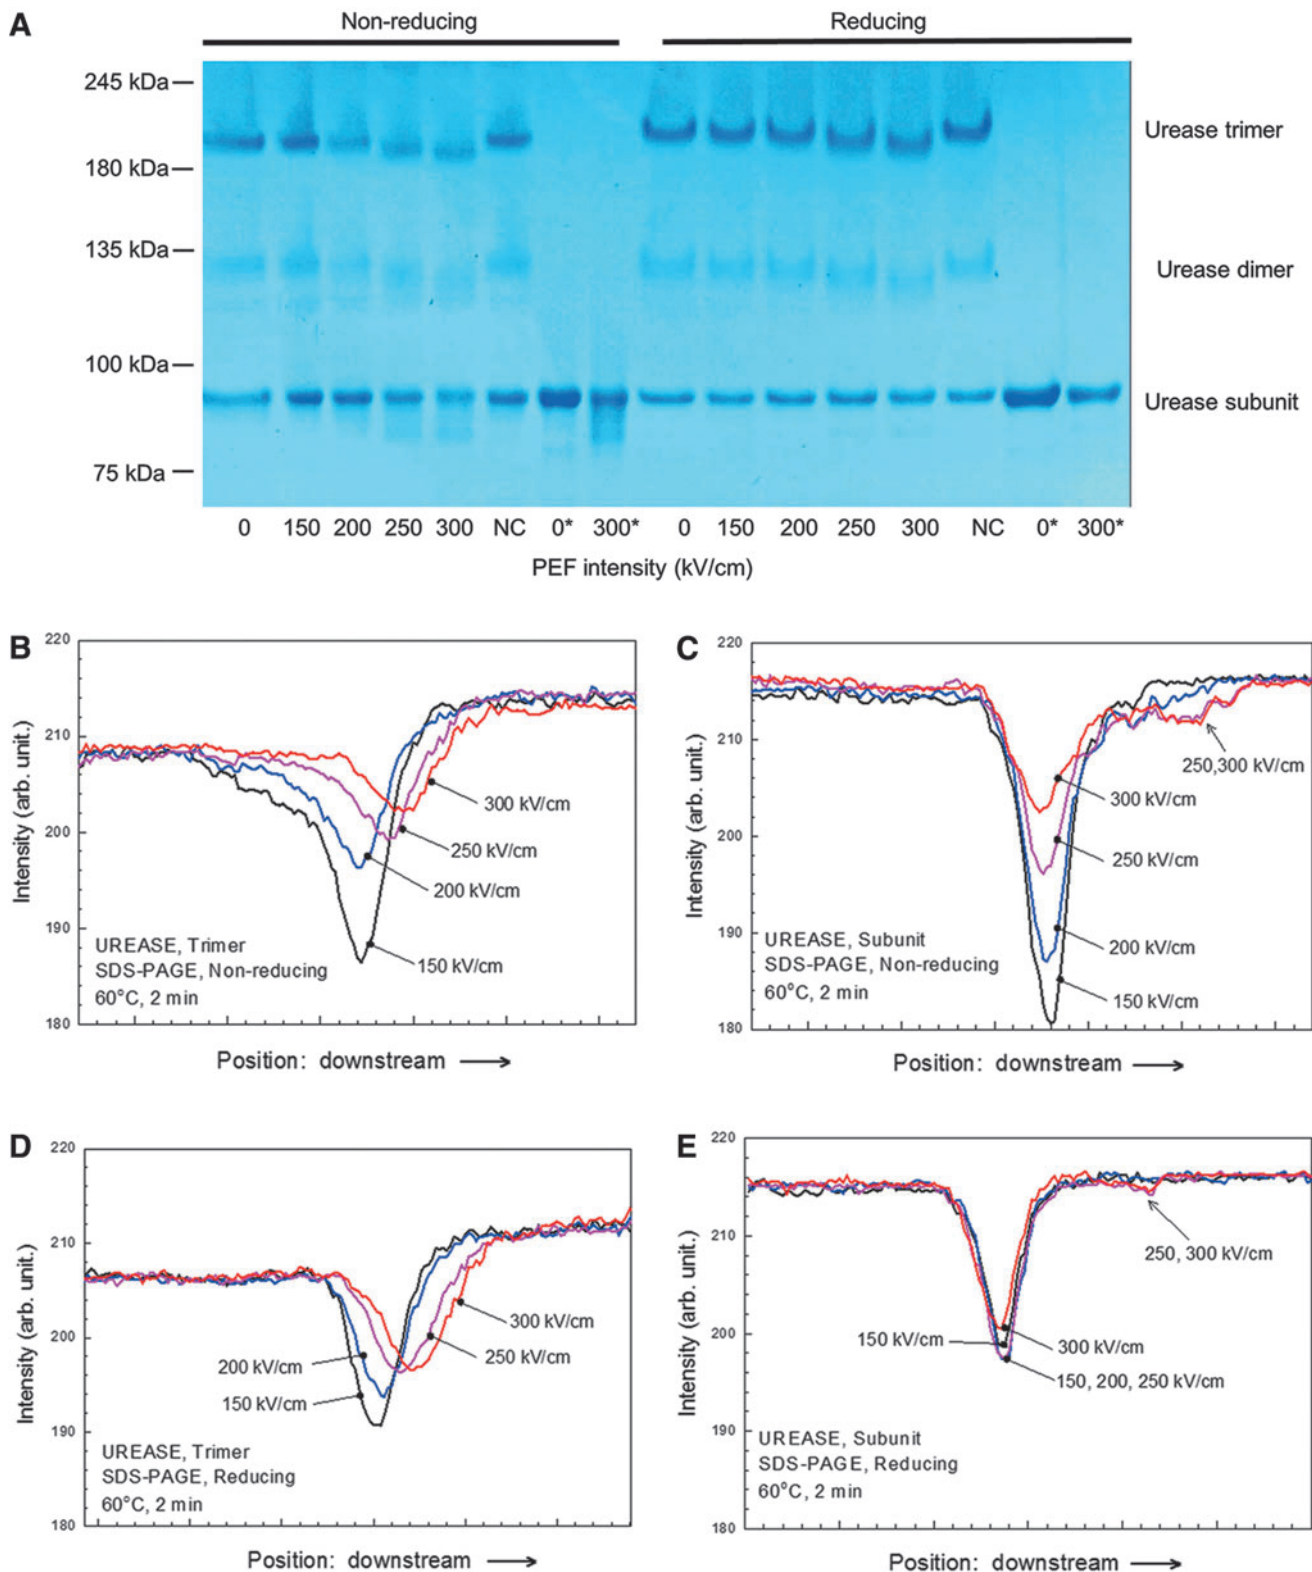 A
Non-reducing
Reducing
245 kDa
180 kDa
135 kDa
100 kDa
75 kDa
Urease trimer
Urease dimer
Urease subunit
0 150 200 250 300 NC 0* 300* 0 150 200 250 300 NC 0* 300*
PEF intensity (kV/cm)
B
220
210
200
190
180
Intensity (arb. unit.)
300 kV/cm
250 kV/cm
200 kV/cm
150 kV/cm
UREASE, Trimer
SDS-PAGE, Non-reducing
60°C, 2 min
Position: downstream →
C
220
210
200
190
180
Intensity (arb. unit.)
250,300 kV/cm
300 kV/cm
250 kV/cm
200 kV/cm
150 kV/cm
UREASE, Subunit
SDS-PAGE, Non-reducing
60°C, 2 min
Position: downstream →
D
220
210
200
190
180
Intensity (arb. unit.)
300 kV/cm
250 kV/cm
200 kV/cm
150 kV/cm
UREASE, Trimer
SDS-PAGE, Reducing
60°C, 2 min
Position: downstream →
E
220
210
200
190
180
Intensity (arb. unit.)
250, 300 kV/cm
150 kV/cm
300 kV/cm
150, 200, 250 kV/cm
UREASE, Subunit
SDS-PAGE, Reducing
60°C, 2 min
Position: downstream →